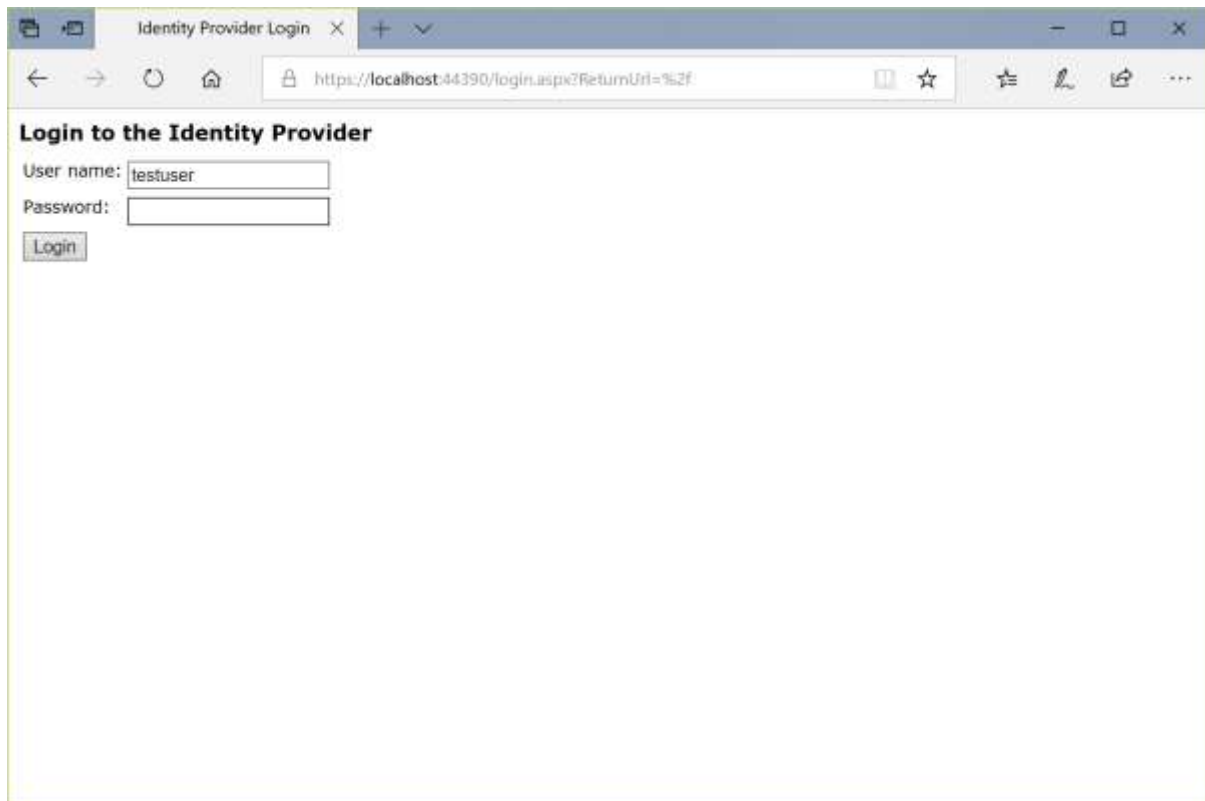 Identity Provider Login
https://localhost:44390/login.aspx?ReturnUrl=%2f
Login to the Identity Provider
User name: testuser
Password:
Login